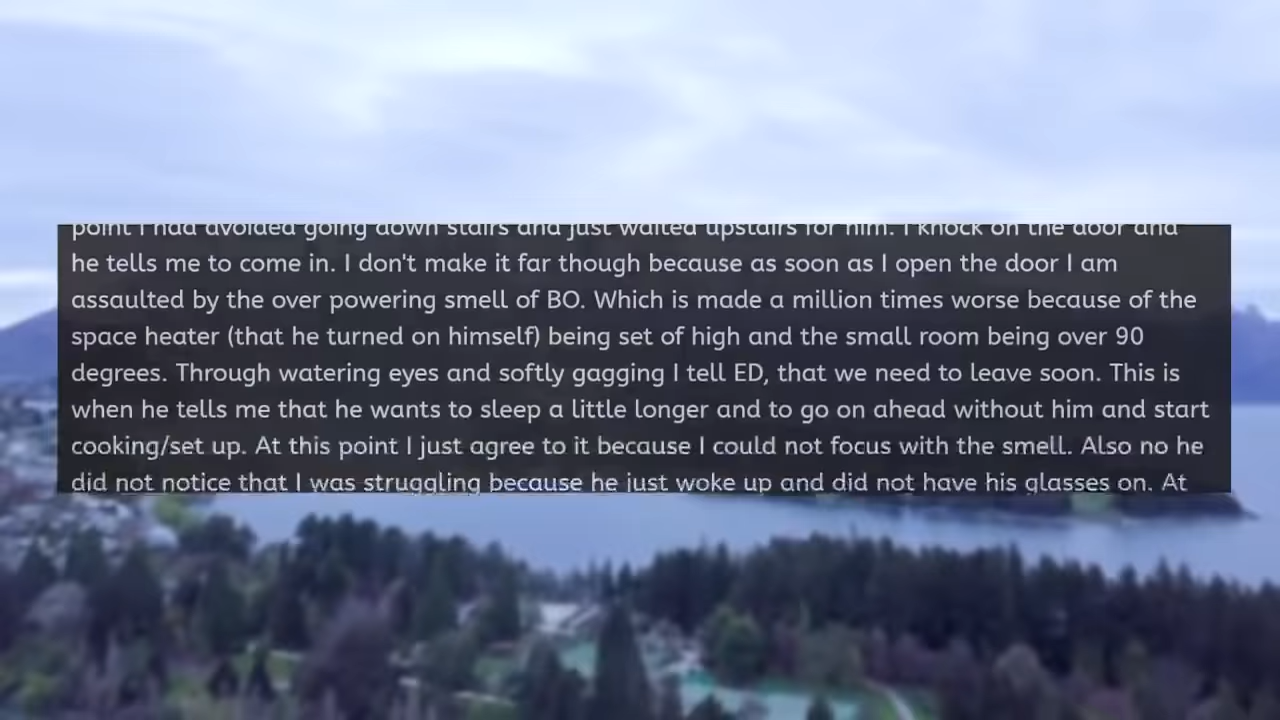 point I had avoided going down stairs and just waited upstairs for him. I knock on the door and
he tells me to come in. I don't make it far though because as soon as I open the door I am
assaulted by the over powering smell of BO. Which is made a million times worse because of the
space heater (that he turned on himself) being set of high and the small room being over 90
degrees. Through watering eyes and softly gagging I tell ED, that we need to leave soon. This is
when he tells me that he wants to sleep a little longer and to go on ahead without him and start
cooking/set up. At this point I just agree to it because I could not focus with the smell. Also no he
did not notice that I was struggling because he just woke up and did not have his glasses on. At